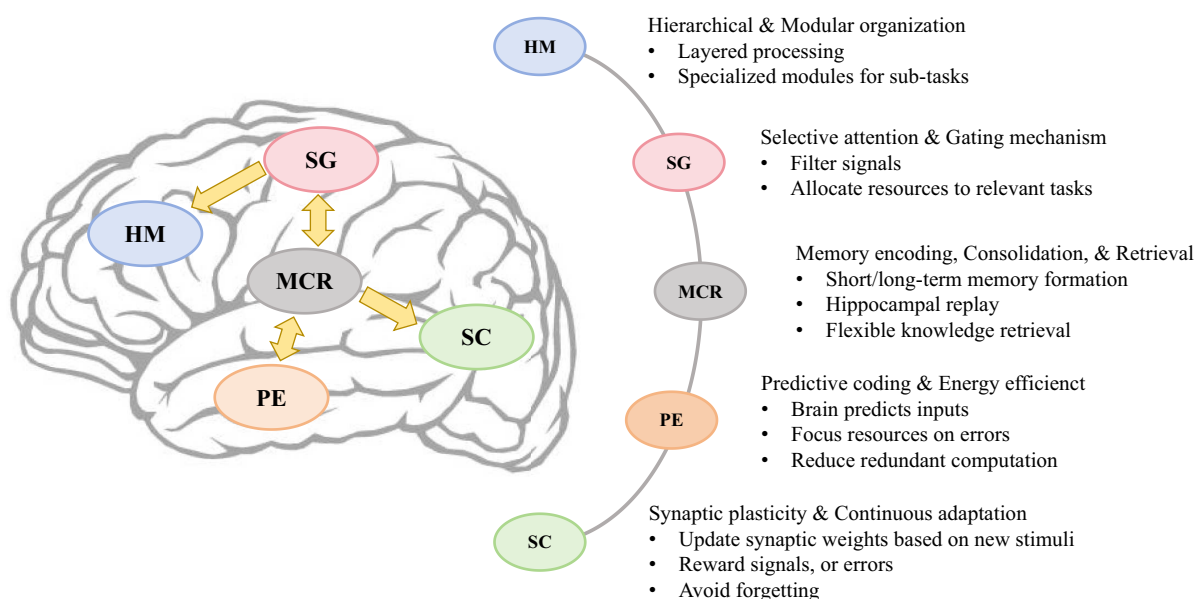 SG
HM
MCR
SC
PE
HM
Hierarchical & Modular organization
• Layered processing
• Specialized modules for sub-tasks
SG
Selective attention & Gating mechanism
• Filter signals
• Allocate resources to relevant tasks
MCR
Memory encoding, Consolidation, & Retrieval
• Short/long-term memory formation
• Hippocampal replay
• Flexible knowledge retrieval
PE
Predictive coding & Energy efficienct
• Brain predicts inputs
• Focus resources on errors
• Reduce redundant computation
SC
Synaptic plasticity & Continuous adaptation
• Update synaptic weights based on new stimuli
• Reward signals, or errors
• Avoid forgetting